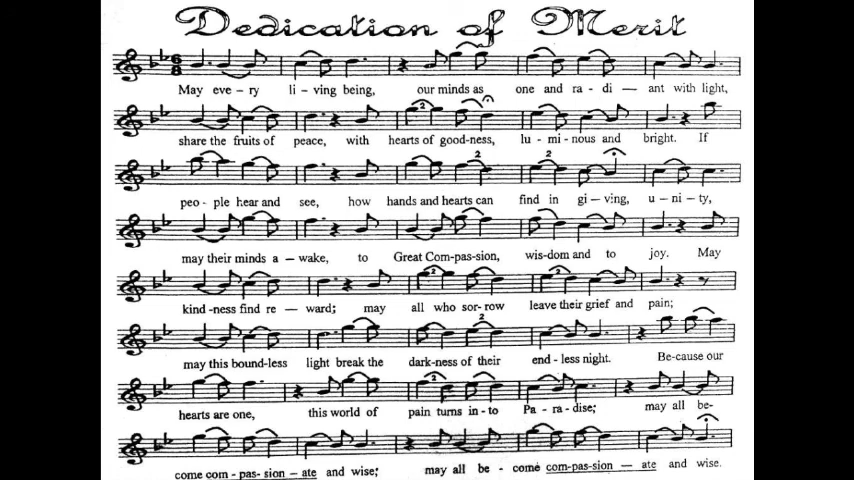 Dedication of Merit
May eve - ry li - ving being, our minds as one and ra - di — ant with light,
share the fruits of peace, with hearts of good-ness, lu - mi - nous and bright. If
peo - ple hear and see, how hands and hearts can find in gi - ving, u - ni - ty,
may their minds a - wake, to Great Com-pas-sion, wis-dom and to joy. May
kind -ness find re - ward; may all who sor-row leave their grief and pain;
may this bound-less light break the dark-ness of their end - less night. Be-cause our
hearts are one, this world of pain turns in-to Pa - ra - dise; may all be-
come com - pas- sion — ate and wise; may all be - come com-pas-sion — ate and wise.